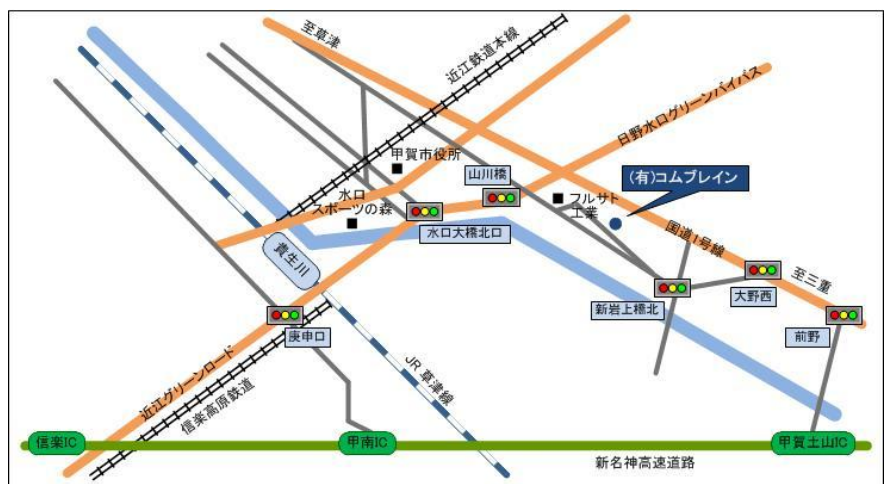 至草津
近江鉄道本線
日野水口グリーンバイパス
甲賀市役所
山川橋
(有)コムブレイン
水口
スポーツの森
フルサト
工業
水口大橋北口
国道1号線
貴生川
至三重
大野西
新岩上橋北
庚申口
前野
近江グリーンロード
信楽高原鉄道
JR 草津線
信楽IC
甲南IC
甲賀土山IC
新名神高速道路